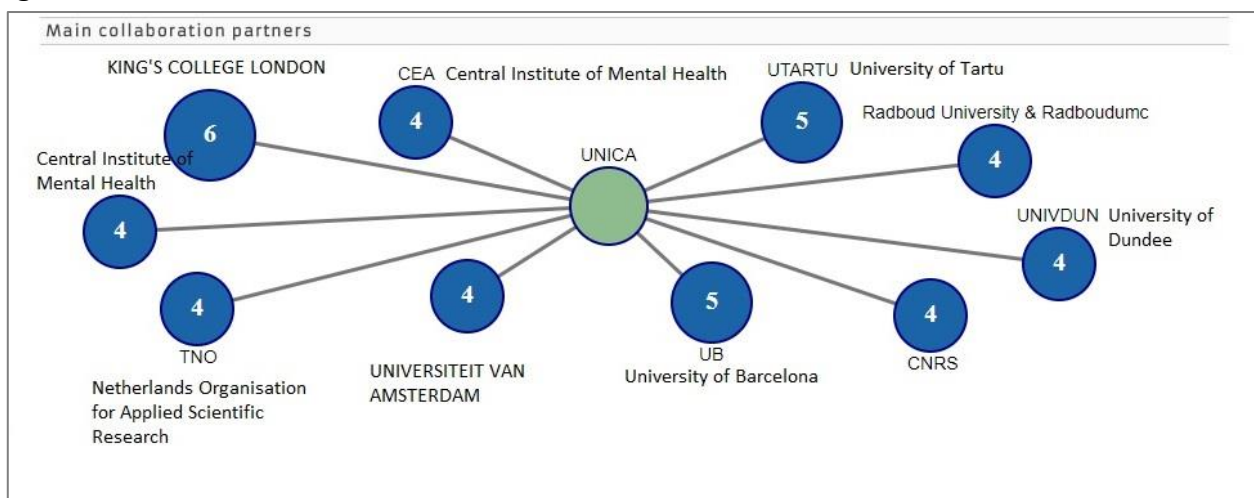 Main collaboration partners
KING'S COLLEGE LONDON
CEA Central Institute of Mental Health
UTARTU University of Tartu
6
4
5
Radboud University & Radboudumc
4
UNICA
Central Institute of
Mental Health
4
UNIVDUN University of
Dundee
4
4
TNO
Netherlands Organisation
for Applied Scientific
Research
4
UNIVERSITEIT VAN
AMSTERDAM
5
UB
University of Barcelona
4
CNRS